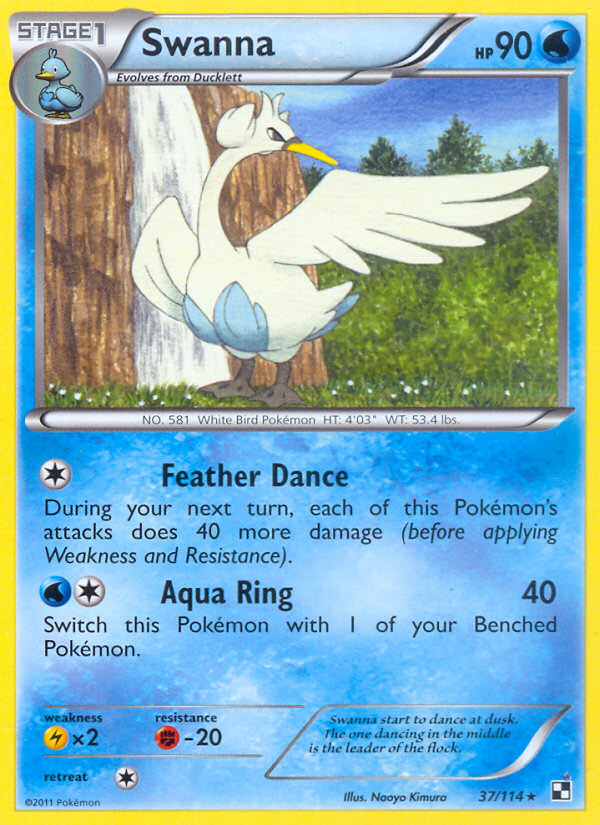 STAGE1
Swanna
HP 90
Evolves from Ducklett
NO. 581 White Bird Pokémon HT: 4'03" WT: 53.4 lbs.
Feather Dance
During your next turn, each of this Pokémon's
attacks does 40 more damage (before applying
Weakness and Resistance).
Aqua Ring 40
Switch this Pokémon with 1 of your Benched
Pokémon.
weakness resistance
×2 -20
Swanna start to dance at dusk.
The one dancing in the middle
is the leader of the flock.
retreat
©2011 Pokémon
Illus. Naoyo Kimura 37/114★